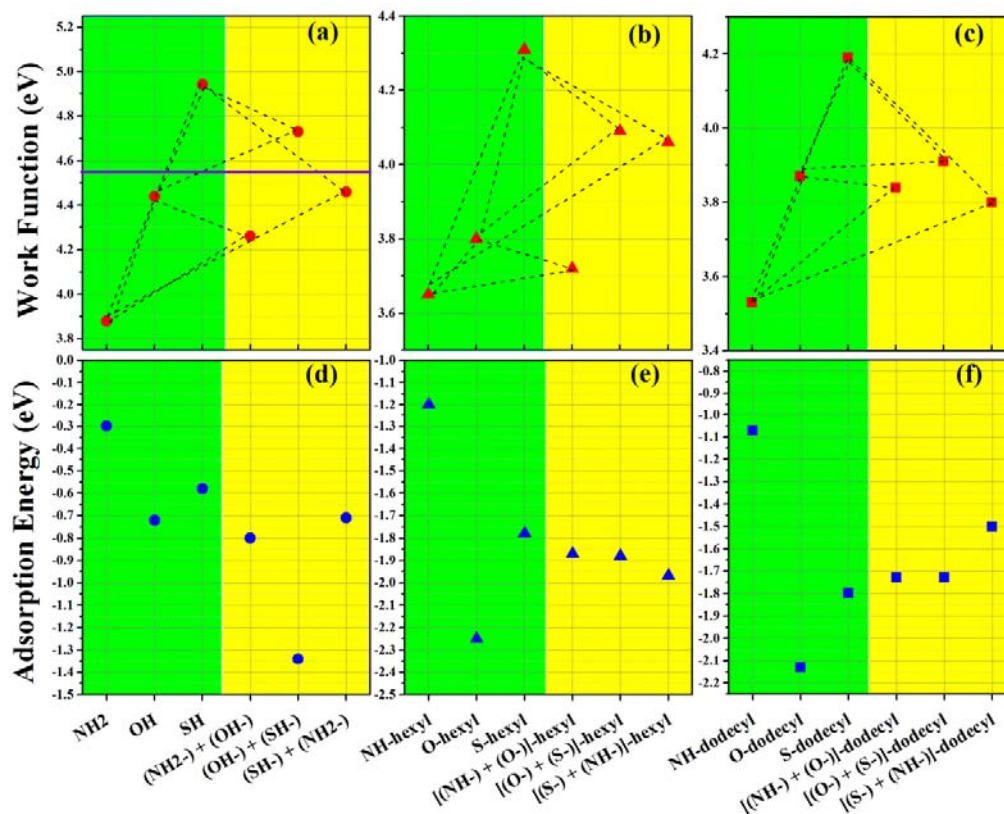 Work Function (eV)
5.2
5.0
4.8
4.6
4.4
4.2
4.0
3.8
(a)
4.4
4.2
4.0
3.8
3.6
(b)
4.2
4.0
3.8
3.6
3.4
(c)
Adsorption Energy (eV)
0.0
-0.1
-0.2
-0.3
-0.4
-0.5
-0.6
-0.7
-0.8
-0.9
-1.0
-1.1
-1.2
-1.3
-1.4
-1.5
(d)
-1.0
-1.1
-1.2
-1.3
-1.4
-1.5
-1.6
-1.7
-1.8
-1.9
-2.0
-2.1
-2.2
-2.3
-2.4
-2.5
(e)
-0.8
-0.9
-1.0
-1.1
-1.2
-1.3
-1.4
-1.5
-1.6
-1.7
-1.8
-1.9
-2.0
-2.1
-2.2
(f)
NH2
OH
SH
(NH2-) + (OH-)
(OH-) + (SH-)
(SH-) + (NH2-)
NH-hexyl
O-hexyl
S-hexyl
[(NH-) + (O-)]-hexyl
[(O-) + (S-)]-hexyl
[(S-) + (NH-)]-hexyl
NH-dodecyl
O-dodecyl
S-dodecyl
[(NH-) + (O-)]-dodecyl
[(O-) + (S-)]-dodecyl
[(S-) + (NH-)]-dodecyl